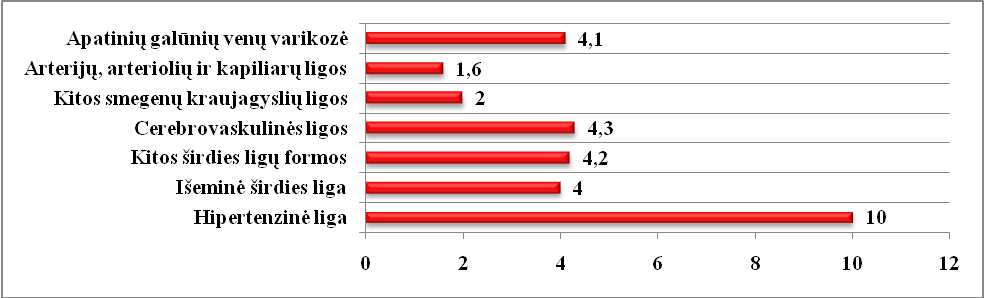 Apatinių galūnių venų varikozė 4,1
Arterijų, arteriolių ir kapiliarų ligos 1,6
Kitos smegenų kraujagyslių ligos 2
Cerebrovaskulinės ligos 4,3
Kitos širdies ligų formos 4,2
Išeminė širdies liga 4
Hipertenzinė liga 10
0 2 4 6 8 10 12